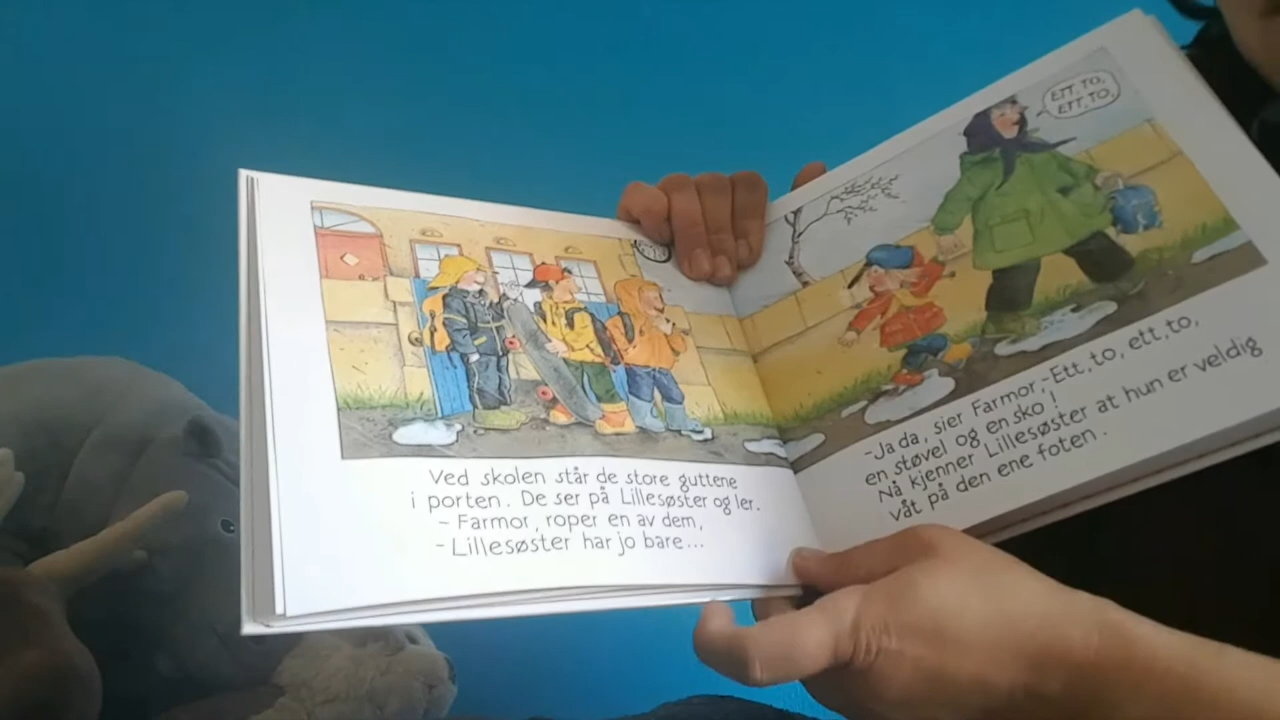 Ved skolen står de store guttene
i porten. De ser på Lillesøster og ler.
- Farmor, roper en av dem,
- Lillesøster har jo bare...
ETT, TO,
ETT, TO,
- Ja da, sier Farmor, - Ett, to, ett, to,
en støvel og en sko!
Nå kjenner Lillesøster at hun er veldig
våt på den ene foten.